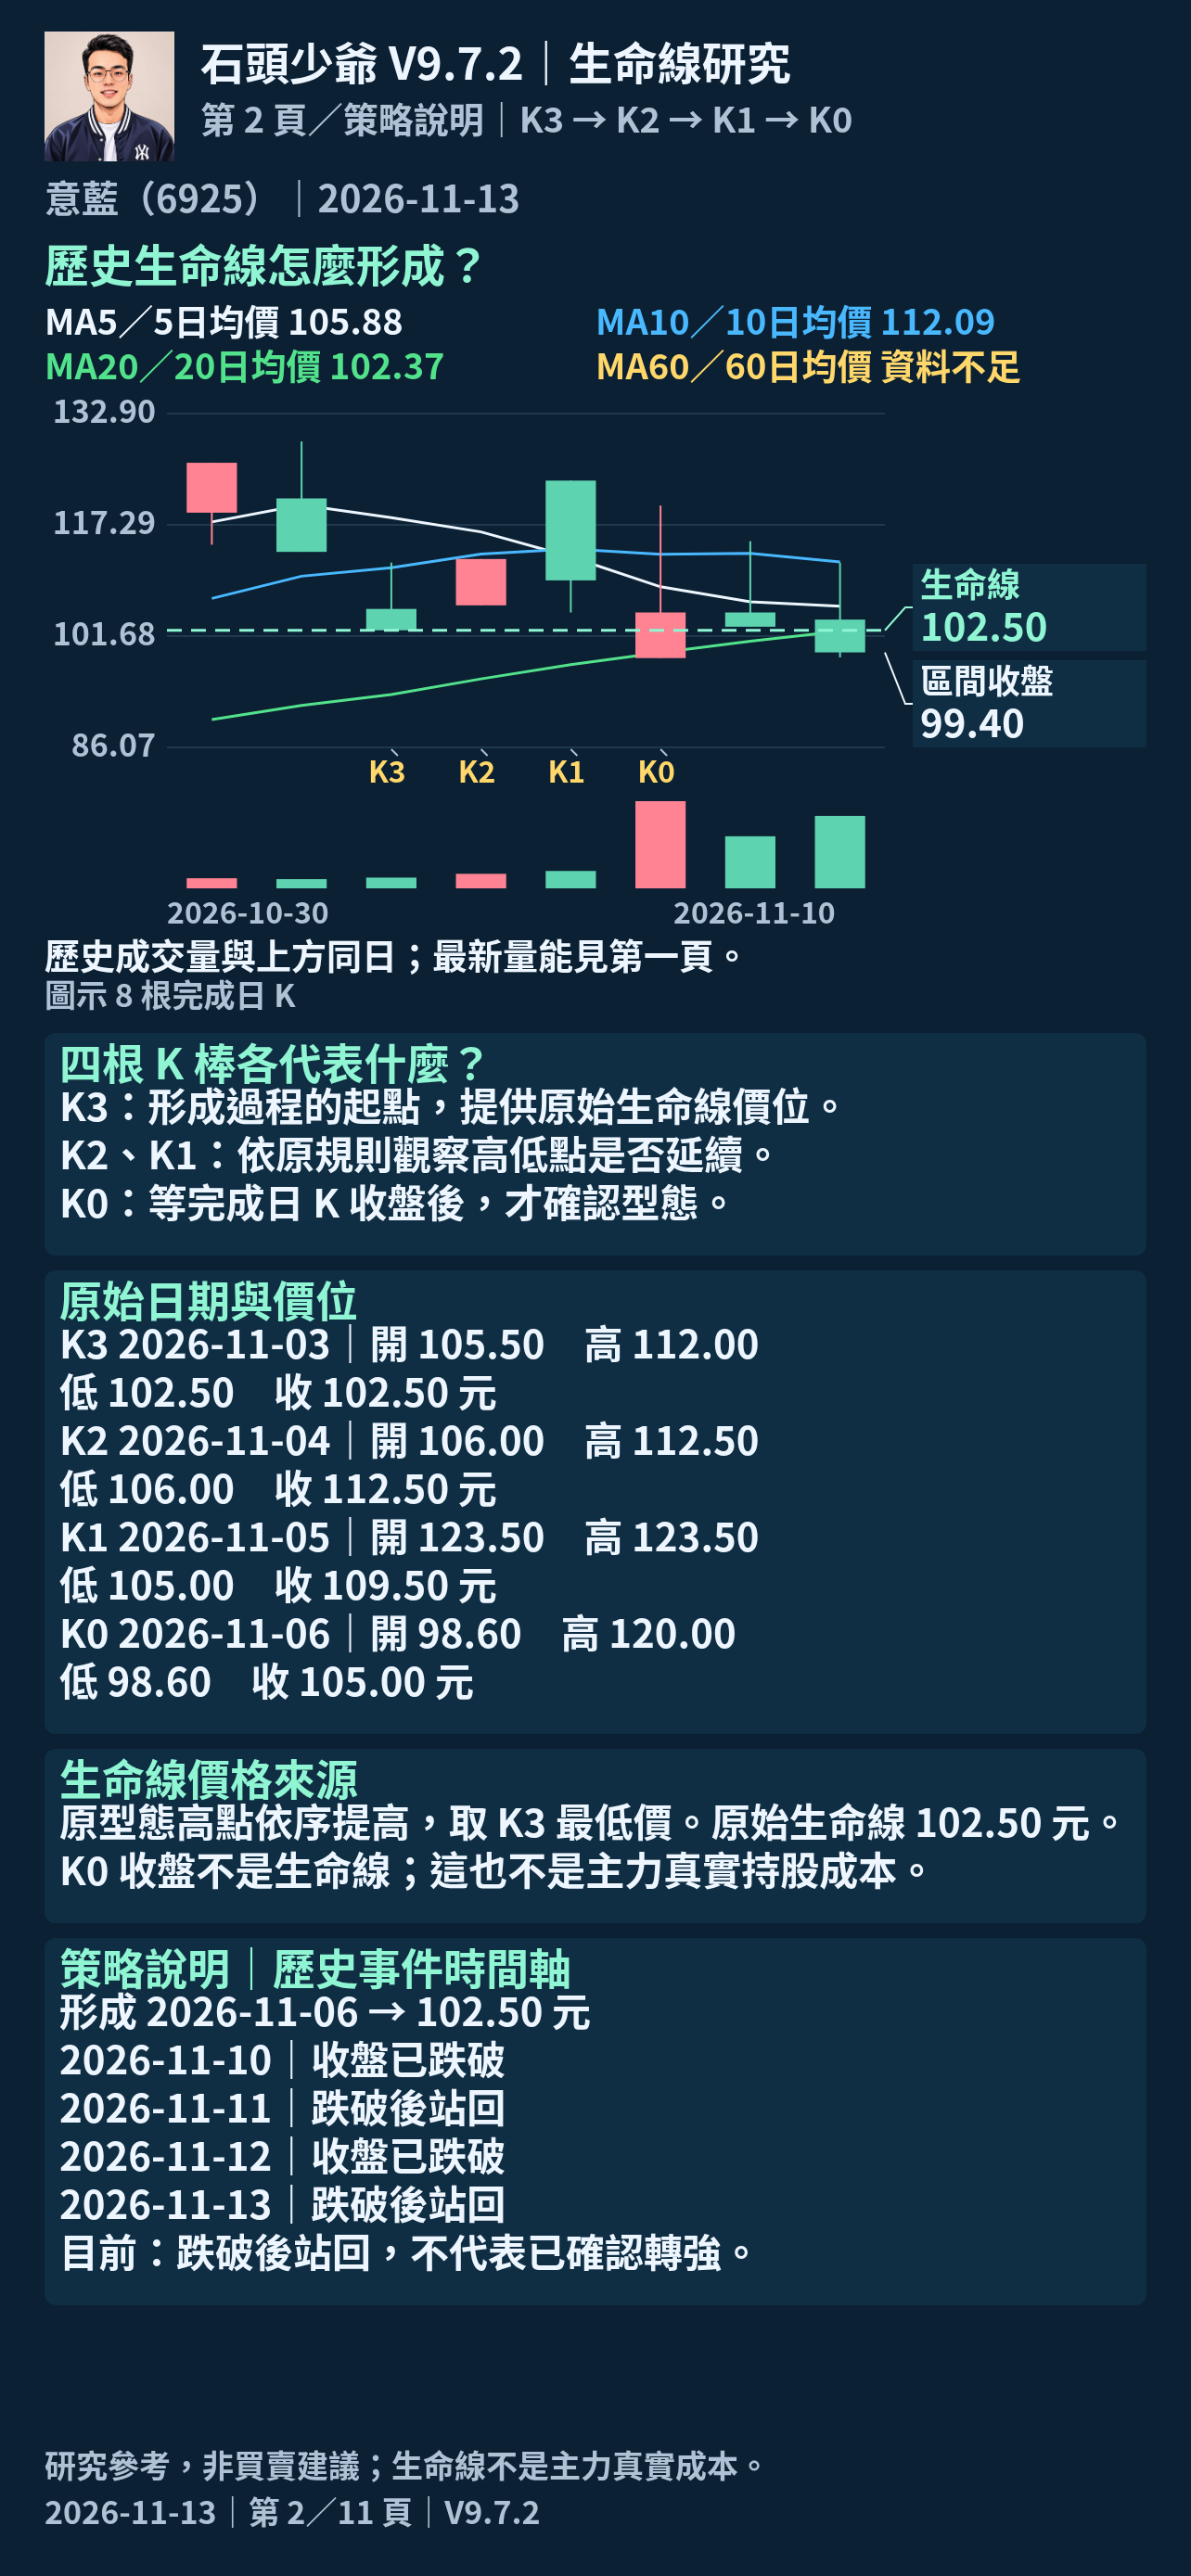 石頭少爺 V9.7.2｜生命線研究
第 2 頁／策略說明｜K3 → K2 → K1 → K0
意藍（6925）｜2026-11-13
歷史生命線怎麼形成？
MA5／5日均價 105.88
MA10／10日均價 112.09
MA20／20日均價 102.37
MA60／60日均價 資料不足
132.90
117.29
101.68
86.07
生命線
102.50
區間收盤
99.40
K3
K2
K1
K0
2026-10-30
2026-11-10
歷史成交量與上方同日；最新量能見第一頁。
圖示 8 根完成日 K
四根 K 棒各代表什麼？
K3：形成過程的起點，提供原始生命線價位。
K2、K1：依原規則觀察高低點是否延續。
K0：等完成日 K 收盤後，才確認型態。
原始日期與價位
K3 2026-11-03｜開 105.50　高 112.00
低 102.50　收 102.50 元
K2 2026-11-04｜開 106.00　高 112.50
低 106.00　收 112.50 元
K1 2026-11-05｜開 123.50　高 123.50
低 105.00　收 109.50 元
K0 2026-11-06｜開 98.60　高 120.00
低 98.60　收 105.00 元
生命線價格來源
原型態高點依序提高，取 K3 最低價。原始生命線 102.50 元。
K0 收盤不是生命線；這也不是主力真實持股成本。
策略說明｜歷史事件時間軸
形成 2026-11-06 → 102.50 元
2026-11-10｜收盤已跌破
2026-11-11｜跌破後站回
2026-11-12｜收盤已跌破
2026-11-13｜跌破後站回
目前：跌破後站回，不代表已確認轉強。
研究參考，非買賣建議；生命線不是主力真實成本。
2026-11-13｜第 2／11 頁｜V9.7.2